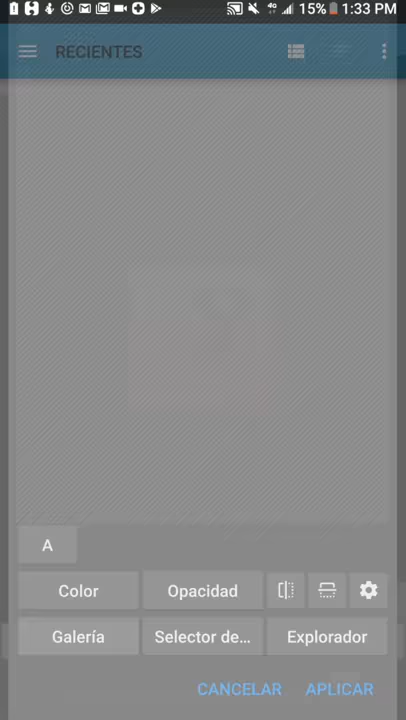 15% 1:33 PM
RECIENTES
A
Color Opacidad
Galería Selector de... Explorador
CANCELAR APLICAR